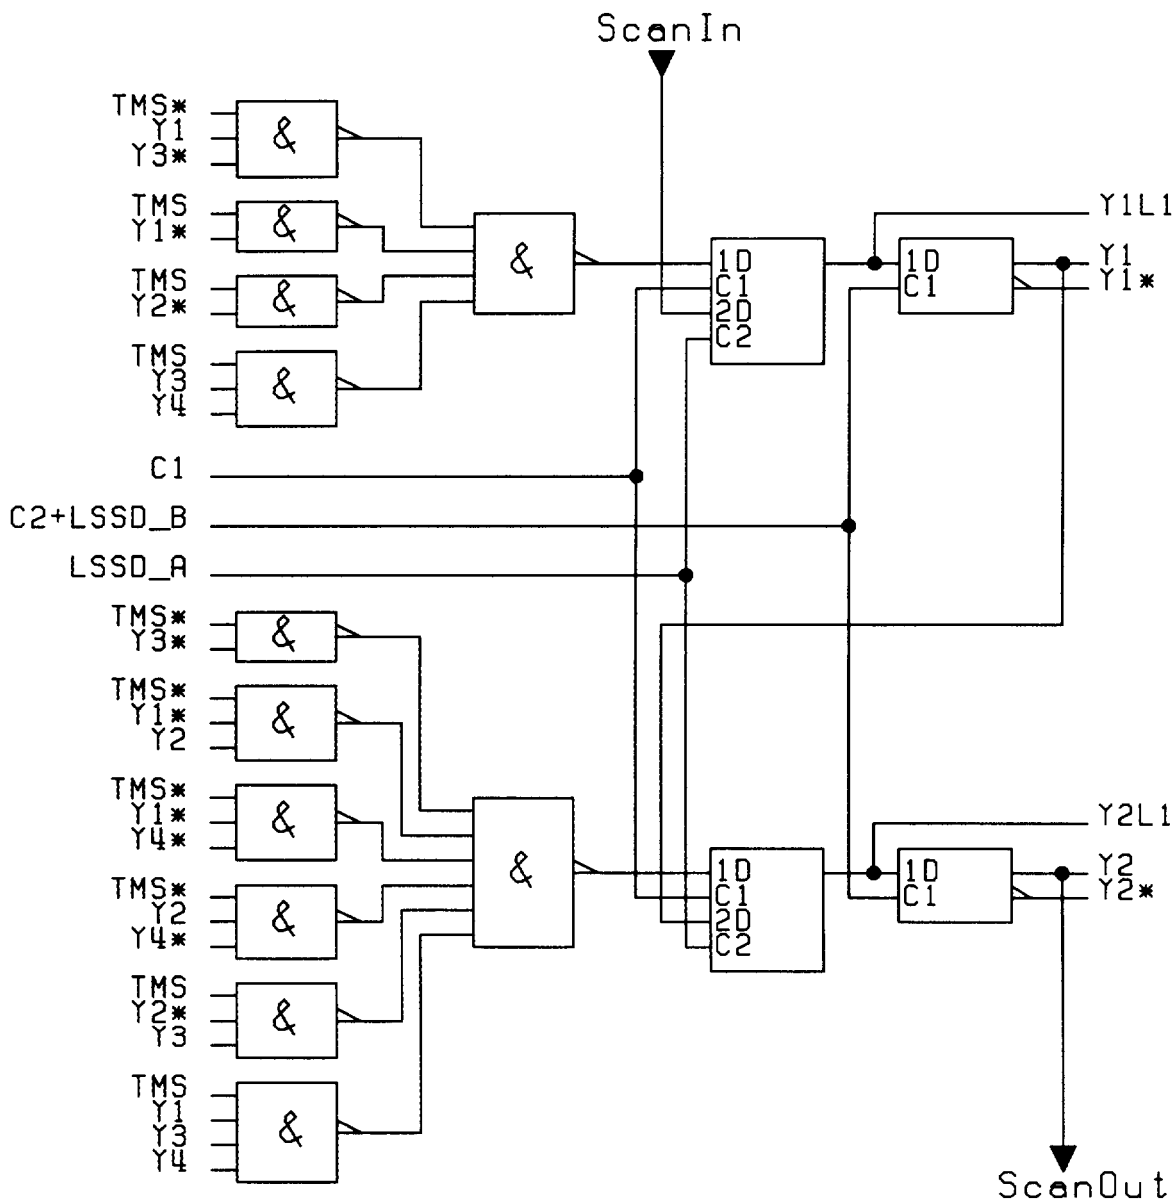 ScanIn
TMS*
Y1
Y3*
&
TMS
Y1*
&
TMS
Y2*
&
TMS
Y3
Y4
&
&
1D
C1
2D
C2
1D
C1
Y1L1
Y1
Y1*
C1
C2+LSSD_B
LSSD_A
TMS*
Y3*
&
TMS*
Y1*
Y2
&
TMS*
Y1*
Y4*
&
TMS*
Y2
Y4*
&
TMS
Y2*
Y3
&
TMS
Y1
Y3
Y4
&
&
1D
C1
2D
C2
1D
C1
Y2L1
Y2
Y2*
ScanOut